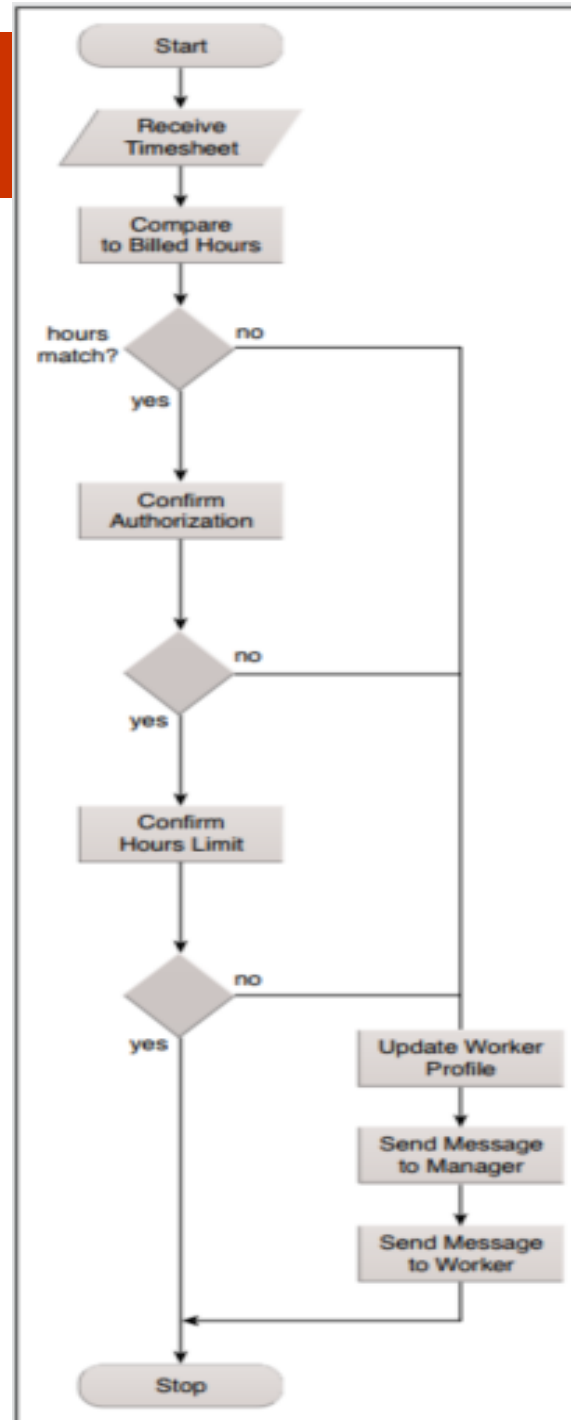 Start
Receive
Timesheet
Compare
to Billed Hours
hours
match?
no
yes
Confirm
Authorization
no
yes
Confirm
Hours Limit
no
yes
Update Worker
Profile
Send Message
to Manager
Send Message
to Worker
Stop